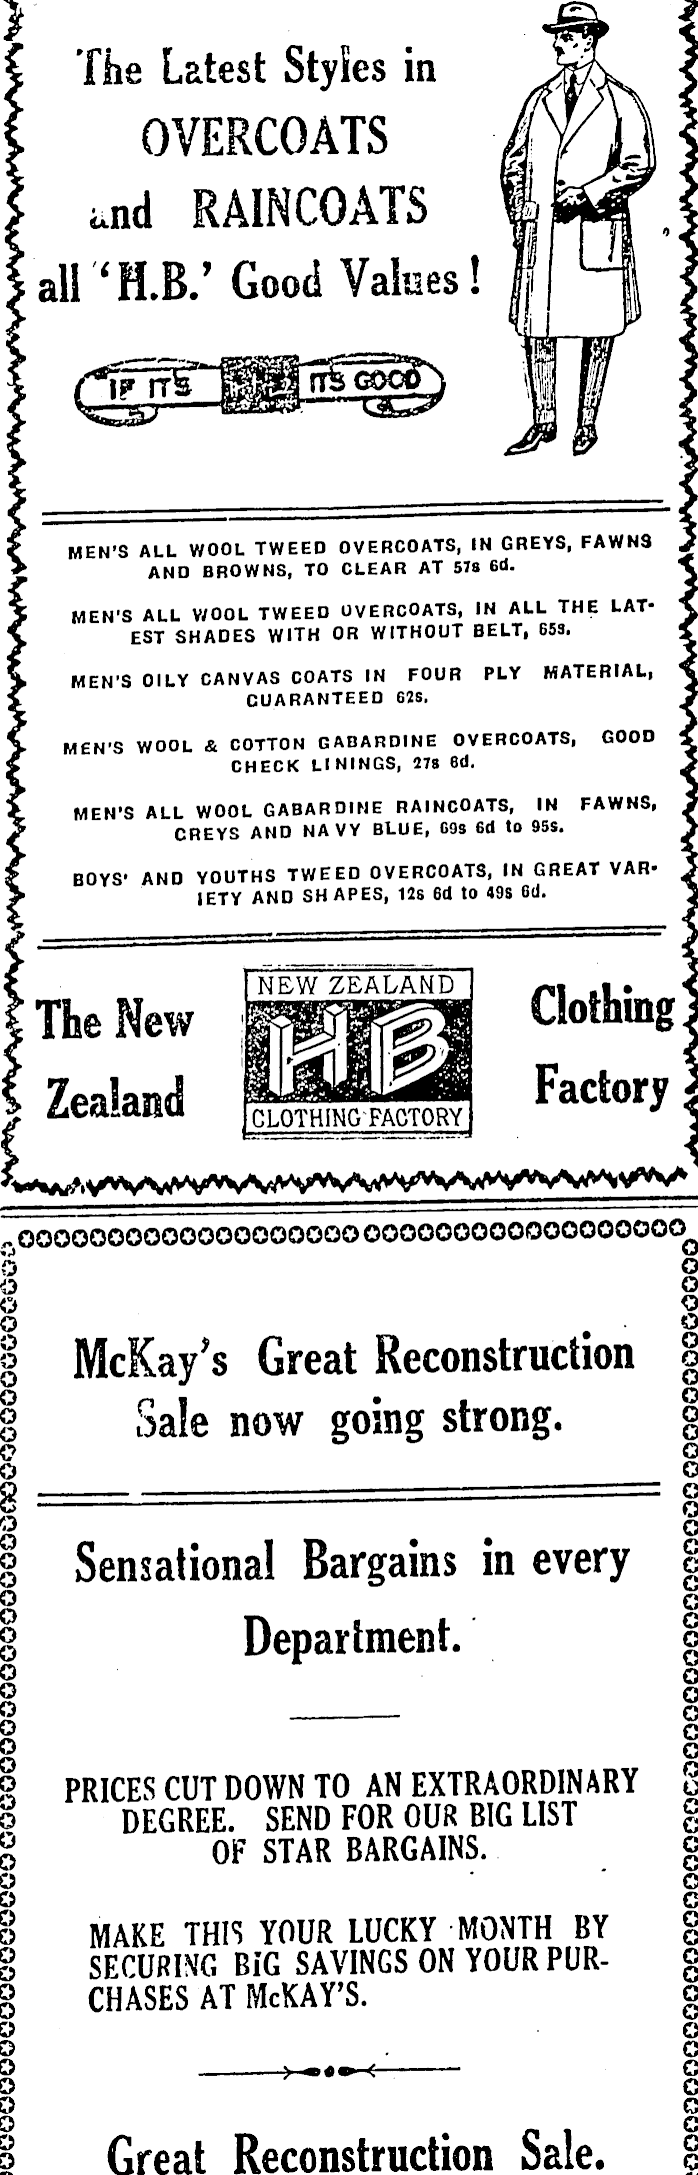 The Latest Styles in
OVERCOATS
and RAINCOATS
all 'H.B.' Good Values!
IF ITS H.B. ITS GOOD
MEN'S ALL WOOL TWEED OVERCOATS, IN GREYS, FAWNS
AND BROWNS, TO CLEAR AT 57s 6d.
MEN'S ALL WOOL TWEED OVERCOATS, IN ALL THE LAT-
EST SHADES WITH OR WITHOUT BELT, 65s.
MEN'S OILY CANVAS COATS IN FOUR PLY MATERIAL,
GUARANTEED 62s.
MEN'S WOOL & COTTON GABARDINE OVERCOATS, GOOD
CHECK LININGS, 27s 6d.
MEN'S ALL WOOL GABARDINE RAINCOATS, IN FAWNS,
GREYS AND NAVY BLUE, 69s 6d to 95s.
BOYS' AND YOUTHS TWEED OVERCOATS, IN GREAT VAR-
IETY AND SHAPES, 12s 6d to 49s 6d.
The New
Zealand
NEW ZEALAND
HB
CLOTHING FACTORY
Clothing
Factory
McKay's Great Reconstruction
Sale now going strong.
Sensational Bargains in every
Department.
PRICES CUT DOWN TO AN EXTRAORDINARY
DEGREE. SEND FOR OUR BIG LIST
OF STAR BARGAINS.
MAKE THIS YOUR LUCKY MONTH BY
SECURING BIG SAVINGS ON YOUR PUR-
CHASES AT McKAY'S.
Great Reconstruction Sale.